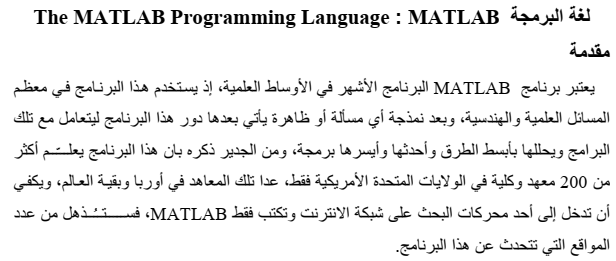 لغة البرمجة The MATLAB Programming Language : MATLAB
مقدمة
يعتبر برنامج MATLAB البرنامج الأشهر في الأوساط العلمية، إذ يستخدم هذا البرنامج في معظم
المسائل العلمية والهندسية، وبعد نمذجة أي مسألة أو ظاهرة يأتي بعدها دور هذا البرنامج ليتعامل مع تلك
البرامج ويحللها بأبسط الطرق وأحدثها وأيسرها برمجة، ومن الجدير ذكره بان هذا البرنامج يعلـّـم أكثر
من 200 معهد وكلية في الولايات المتحدة الأمريكية فقط، عدا تلك المعاهد في أوربا وبقية العالم، ويكفي
أن تدخل إلى أحد محركات البحث على شبكة الانترنت وتكتب فقط MATLAB، فســـتـُــذهل من عدد
المواقع التي تتحدث عن هذا البرنامج.